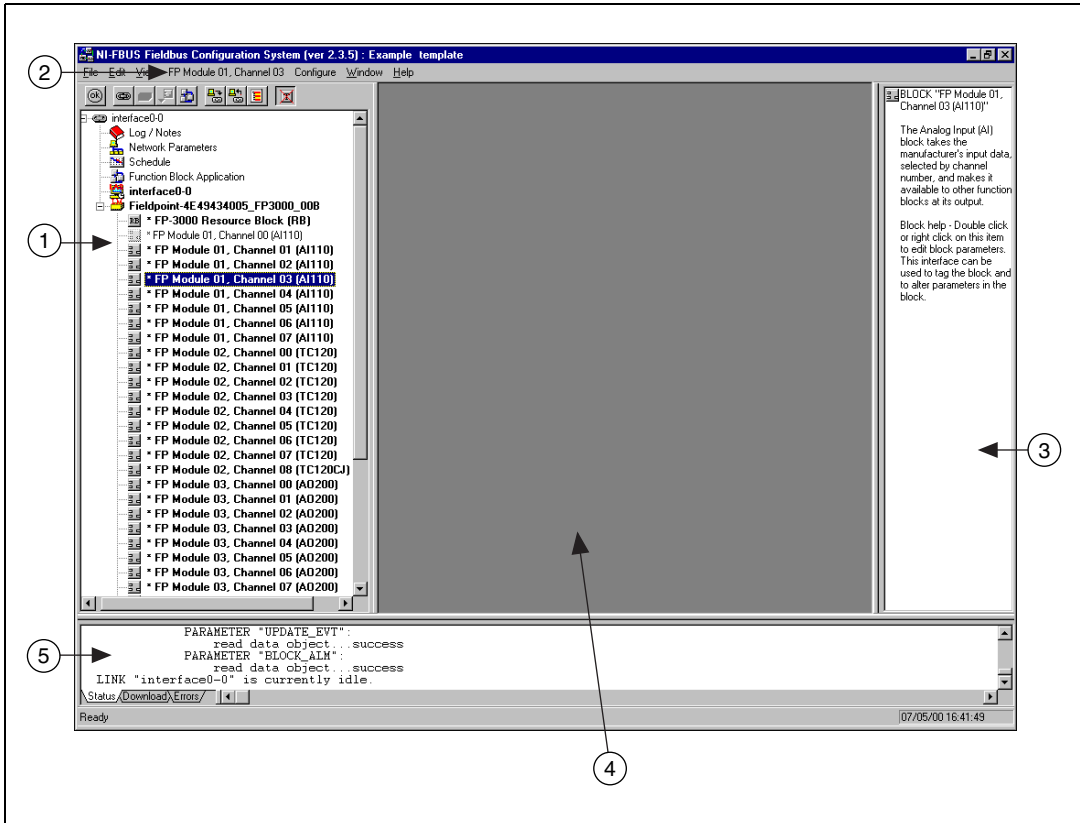 NI-FBUS Fieldbus Configuration System (ver 2.3.5) : Example template
2
File Edit View FP Module 01, Channel 03 Configure Window Help
ok
interface0-0
Log / Notes
Network Parameters
Schedule
Function Block Application
interface0-0
Fieldpoint-4E49434005_FP3000_00B
RB * FP-3000 Resource Block (RB)
1
* FP Module 01, Channel 00 (AI110)
* FP Module 01, Channel 01 (AI110)
* FP Module 01, Channel 02 (AI110)
* FP Module 01, Channel 03 (AI110)
* FP Module 01, Channel 04 (AI110)
* FP Module 01, Channel 05 (AI110)
* FP Module 01, Channel 06 (AI110)
* FP Module 01, Channel 07 (AI110)
* FP Module 02, Channel 00 (TC120)
* FP Module 02, Channel 01 (TC120)
* FP Module 02, Channel 02 (TC120)
* FP Module 02, Channel 03 (TC120)
* FP Module 02, Channel 04 (TC120)
* FP Module 02, Channel 05 (TC120)
* FP Module 02, Channel 06 (TC120)
* FP Module 02, Channel 07 (TC120)
* FP Module 02, Channel 08 (TC120CJ)
* FP Module 03, Channel 00 (AO200)
* FP Module 03, Channel 01 (AO200)
* FP Module 03, Channel 02 (AO200)
* FP Module 03, Channel 03 (AO200)
* FP Module 03, Channel 04 (AO200)
* FP Module 03, Channel 05 (AO200)
* FP Module 03, Channel 06 (AO200)
* FP Module 03, Channel 07 (AO200)
BLOCK "FP Module 01,
Channel 03 (AI110)"
The Analog Input (AI)
block takes the
manufacturer's input data,
selected by channel
number, and makes it
available to other function
blocks at its output.
Block help - Double click
or right click on this item
to edit block parameters.
This interface can be
used to tag the block and
to alter parameters in the
block.
3
PARAMETER "UPDATE_EVT":
read data object...success
5
PARAMETER "BLOCK_ALM":
read data object...success
LINK "interface0-0" is currently idle.
Status Download Errors
Ready
07/05/00 16:41:49
4